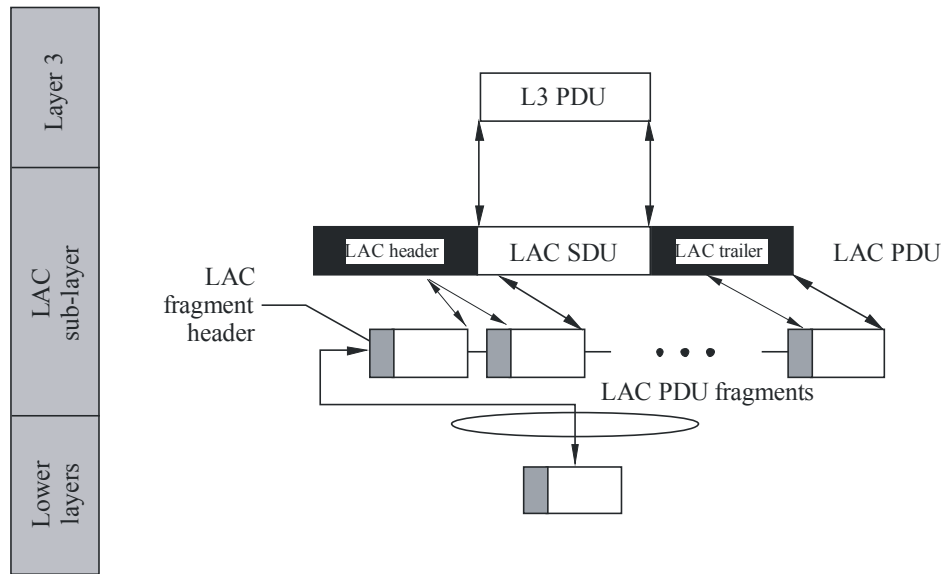 Layer 3
L3 PDU
LAC
sub-layer
LAC header
LAC SDU
LAC trailer
LAC PDU
LAC
fragment
header
LAC PDU fragments
Lower
layers